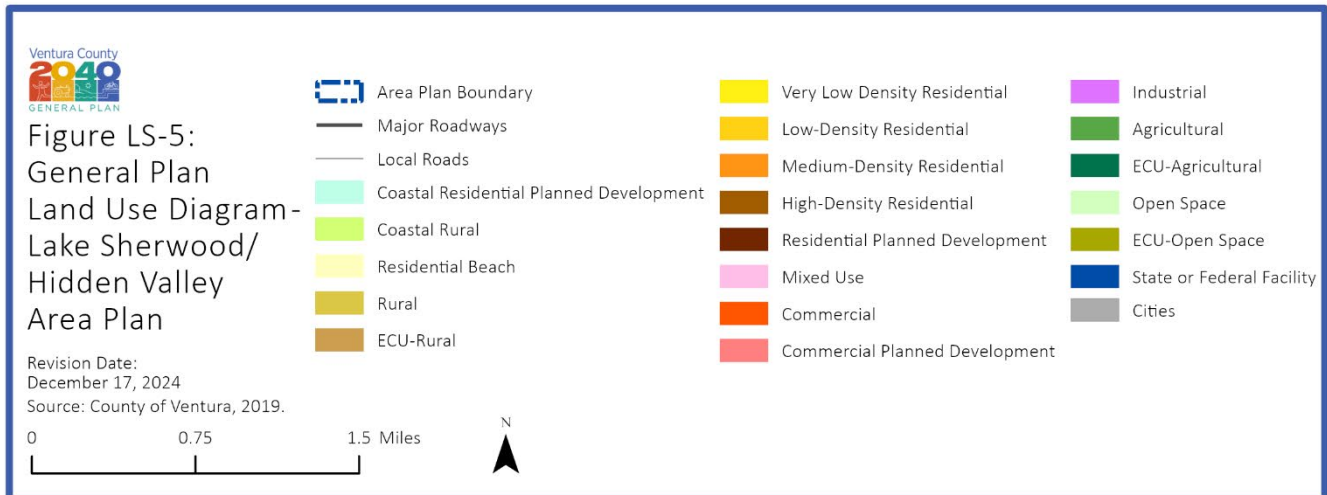 Ventura County
2040
GENERAL PLAN
Figure LS-5:
General Plan
Land Use Diagram-
Lake Sherwood/
Hidden Valley
Area Plan
Revision Date:
December 17, 2024
Source: County of Ventura, 2019.
0 0.75 1.5 Miles
N
Area Plan Boundary
Major Roadways
Local Roads
Coastal Residential Planned Development
Coastal Rural
Residential Beach
Rural
ECU-Rural
Very Low Density Residential
Low-Density Residential
Medium-Density Residential
High-Density Residential
Residential Planned Development
Mixed Use
Commercial
Commercial Planned Development
Industrial
Agricultural
ECU-Agricultural
Open Space
ECU-Open Space
State or Federal Facility
Cities